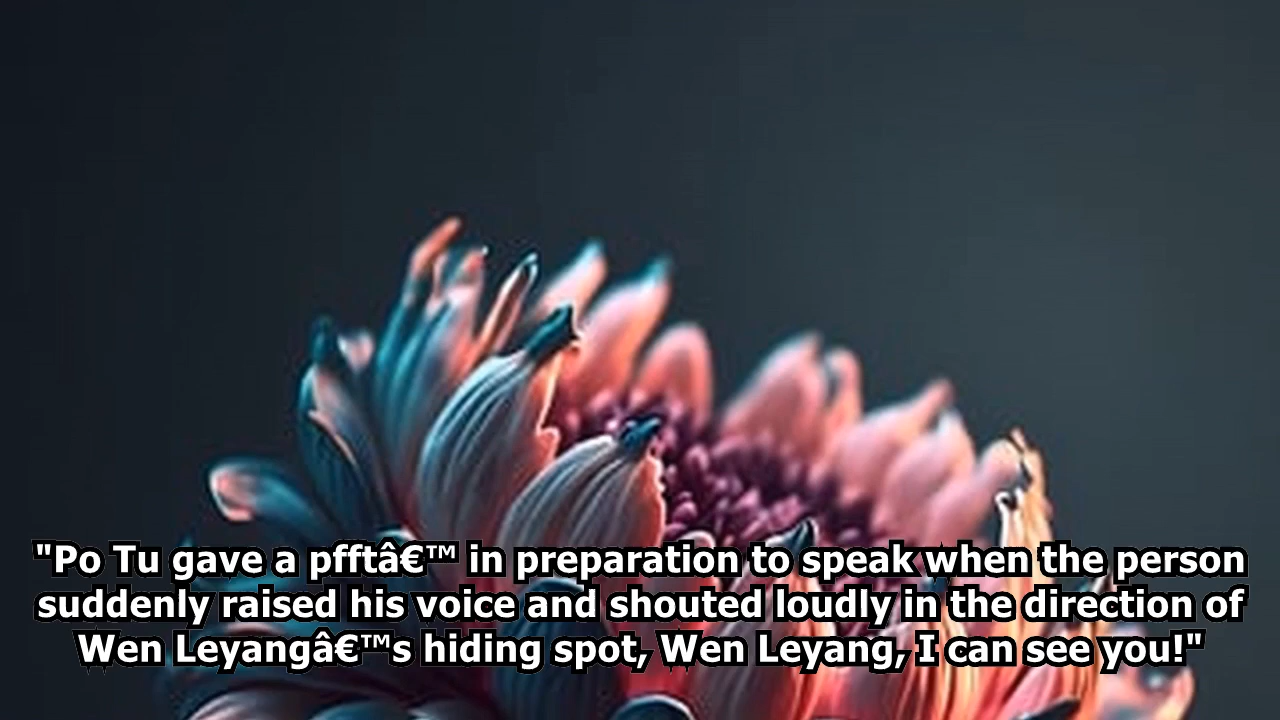 "Po Tu gave a pfftâ€™ in preparation to speak when the person
suddenly raised his voice and shouted loudly in the direction of
Wen Leyangâ€™s hiding spot, Wen Leyang, I can see you!"